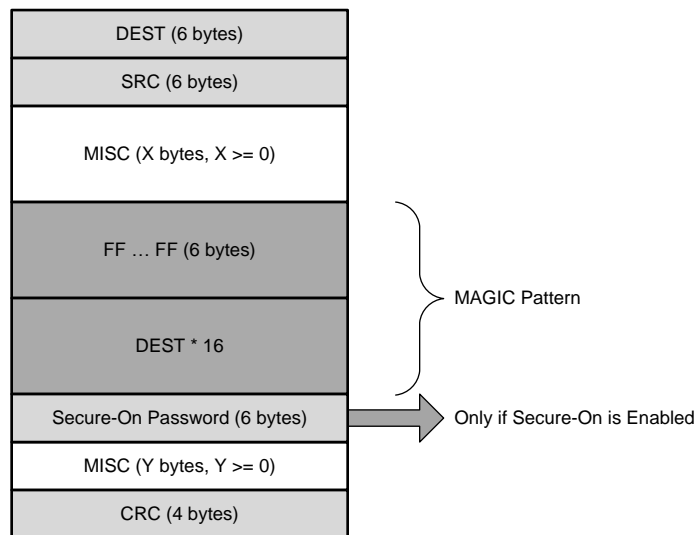 DEST (6 bytes)
SRC (6 bytes)
MISC (X bytes, X >= 0)
FF … FF (6 bytes)
MAGIC Pattern
DEST * 16
Secure-On Password (6 bytes)
Only if Secure-On is Enabled
MISC (Y bytes, Y >= 0)
CRC (4 bytes)